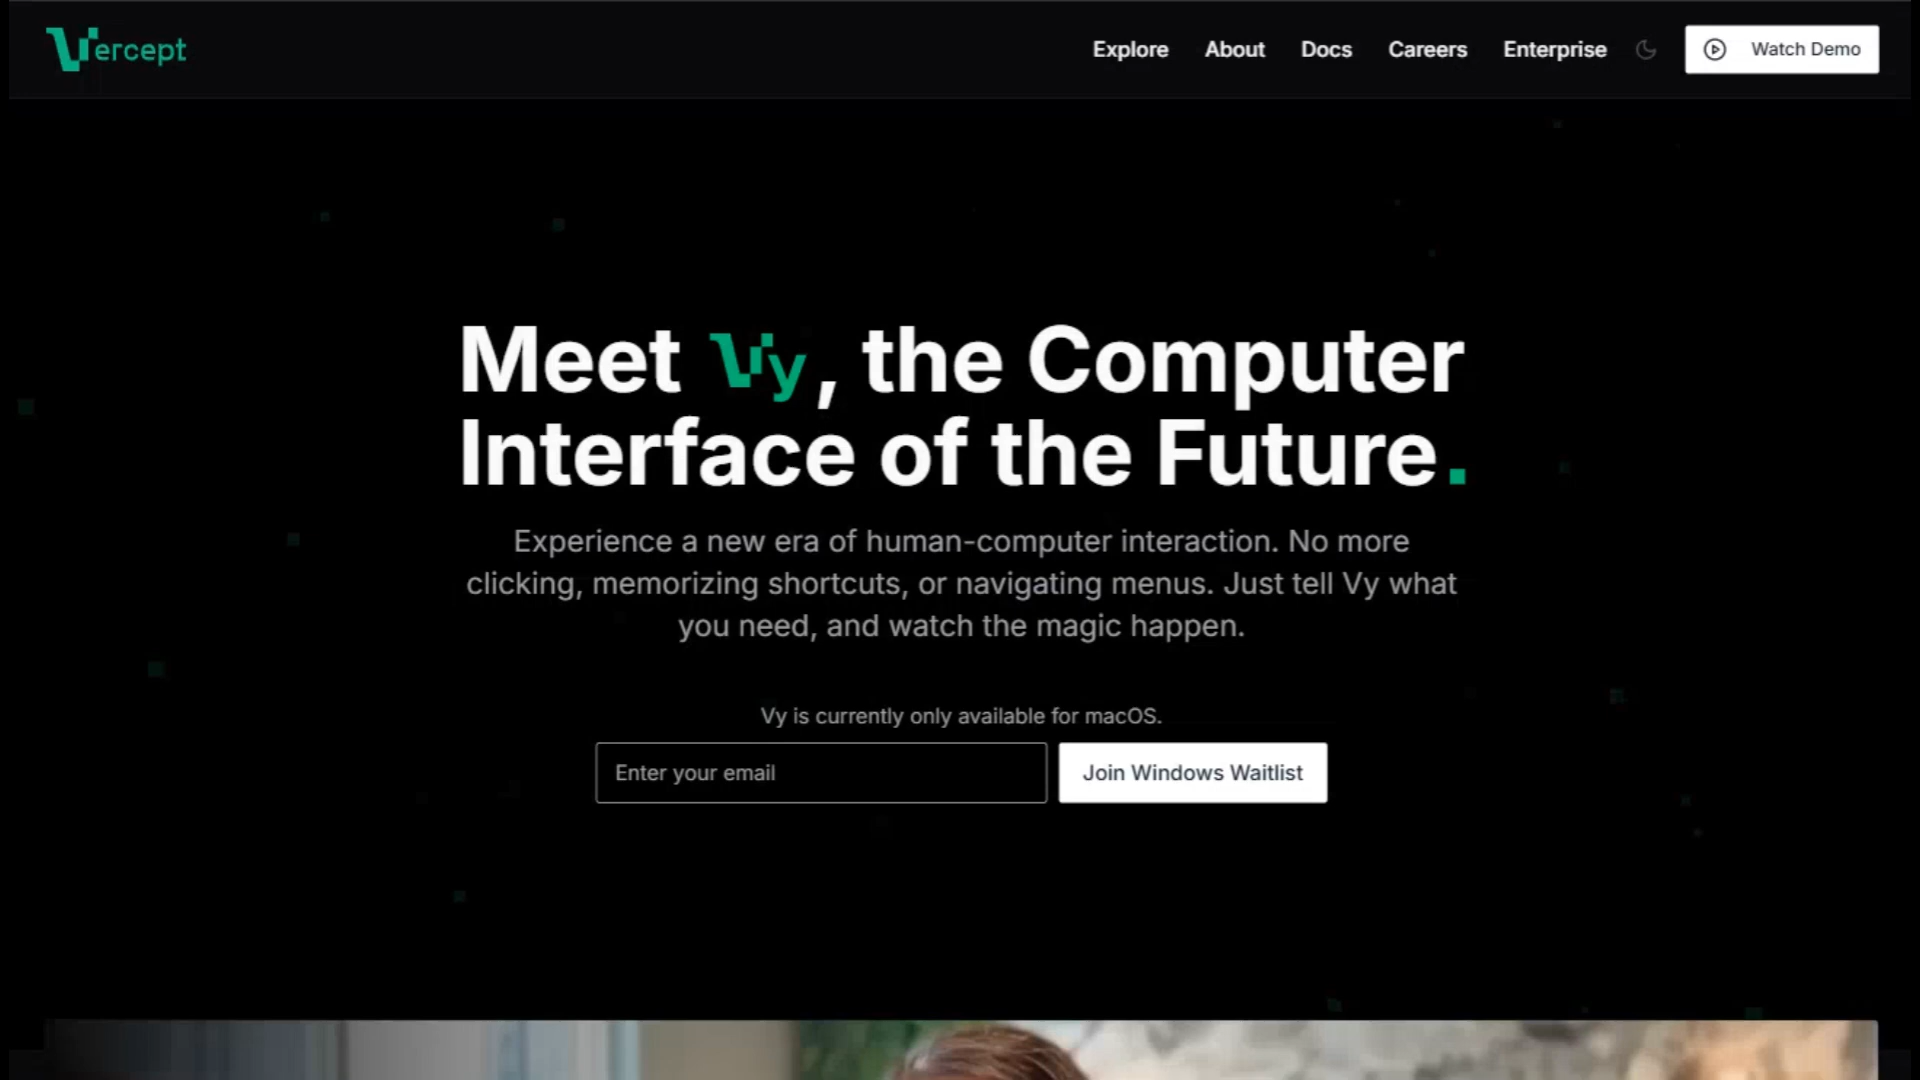 Vercept
Explore About Docs Careers Enterprise Watch Demo
Meet Vy, the Computer
Interface of the Future.
Experience a new era of human-computer interaction. No more
clicking, memorizing shortcuts, or navigating menus. Just tell Vy what
you need, and watch the magic happen.
Vy is currently only available for macOS.
Enter your email Join Windows Waitlist